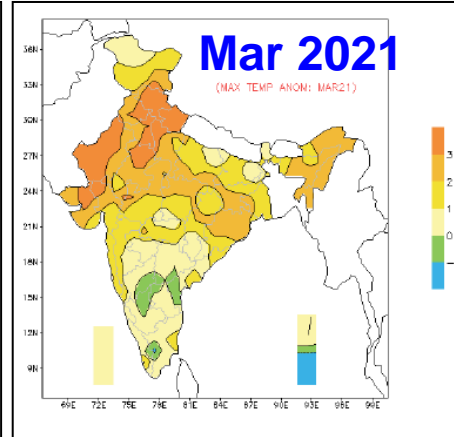 Mar 2021
(MAX TEMP ANOM: MAR21)
36N
33N
30N
27N
24N
21N
18N
15N
12N
9N
69E 72E 75E 78E 81E 84E 87E 90E 93E 96E 99E
3
2
1
0